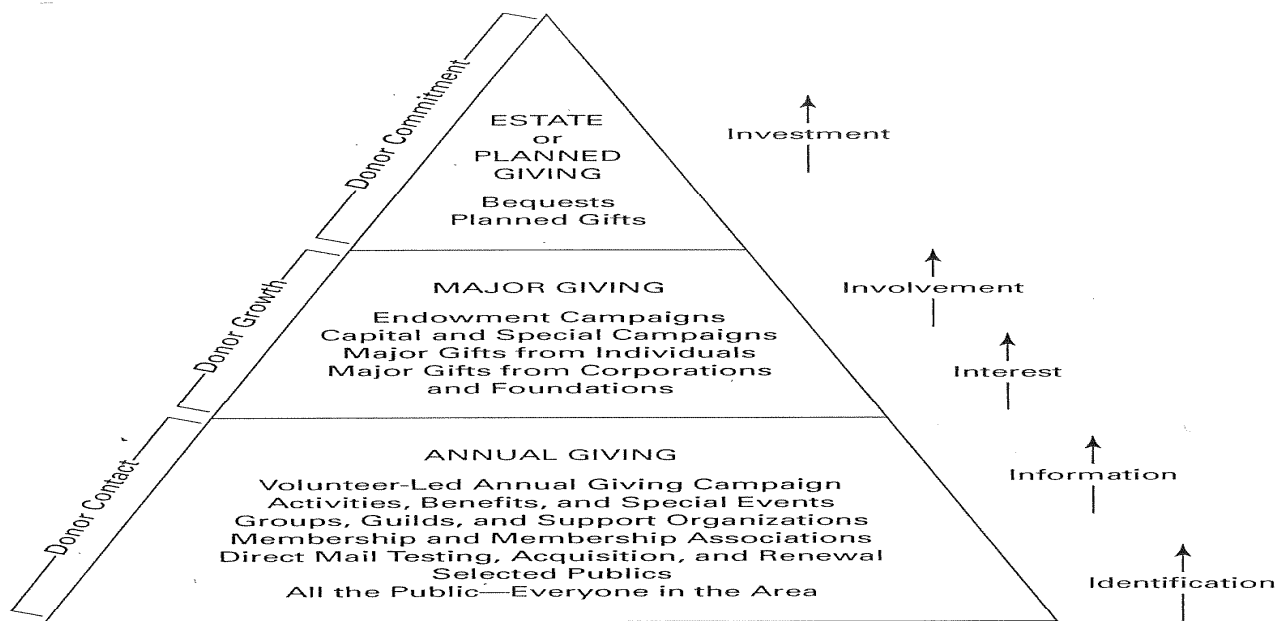 Donor Commitment
ESTATE
or
PLANNED
GIVING
Bequests
Planned Gifts
Investment
Donor Growth
MAJOR GIVING
Endowment Campaigns
Capital and Special Campaigns
Major Gifts from Individuals
Major Gifts from Corporations
and Foundations
Involvement
Interest
Donor Contact
ANNUAL GIVING
Volunteer-Led Annual Giving Campaign
Activities, Benefits, and Special Events
Groups, Guilds, and Support Organizations
Membership and Membership Associations
Direct Mail Testing, Acquisition, and Renewal
Selected Publics
All the Public—Everyone in the Area
Information
Identification